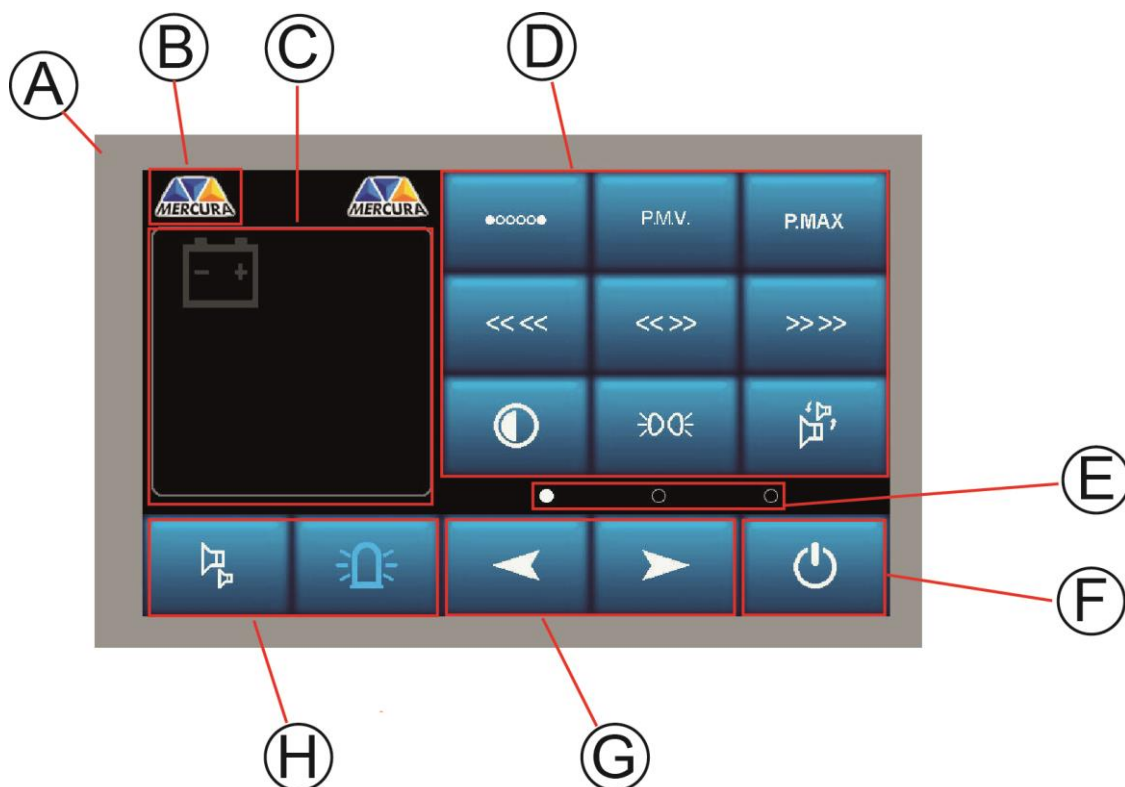 A
B
C
D
MERCURA
MERCURA
P.M.V.
P.MAX
<< <<
<< >>
>> >>
- +
E
F
H
G